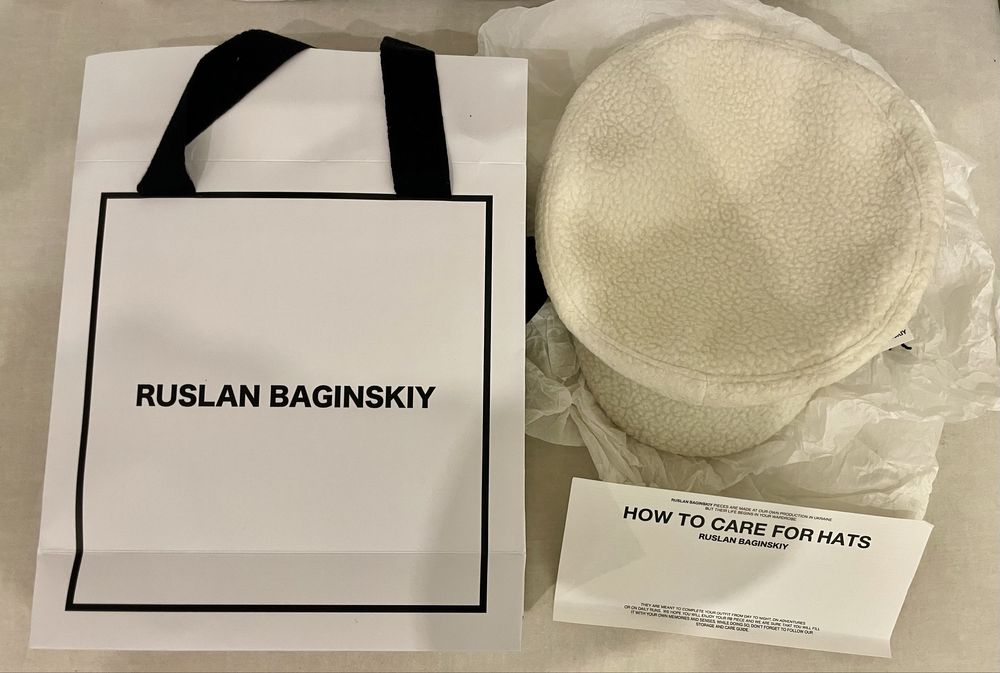 RUSLAN BAGINSKIY
RUSLAN BAGINSKIY PIECES ARE MADE AT OUR OWN PRODUCTION IN UKRAINE
BUT THEIR LIFE BEGINS IN YOUR WARDROBE
HOW TO CARE FOR HATS
RUSLAN BAGINSKIY
THEY ARE MEANT TO COMPLETE YOUR OUTFIT FROM DAY TO NIGHT, ON ADVENTURES
OR ON DAILY RUNS. WE HOPE YOU WILL ENJOY YOUR RB PIECE AND WE ARE SURE THAT YOU WILL FILL
IT WITH YOUR OWN MEMORIES AND SENSES. WHILE DOING SO, DON'T FORGET TO FOLLOW OUR
STORAGE AND CARE GUIDE.